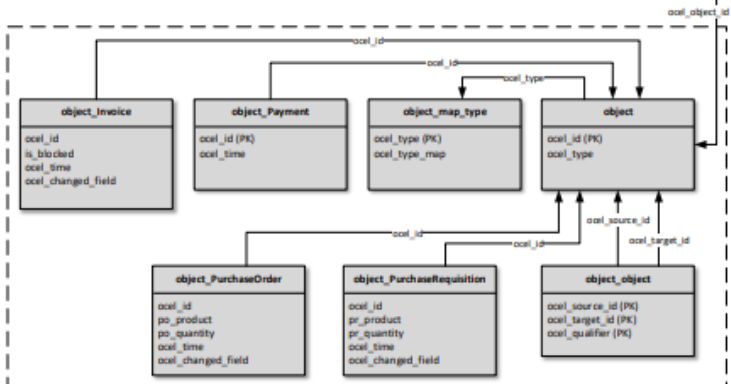 ocel_object_id
ocel_id
ocel_id
ocel_type
object_Invoice
ocel_id
is_blocked
ocel_time
ocel_changed_field
object_Payment
ocel_id (PK)
ocel_time
object_map_type
ocel_type (PK)
ocel_type_map
object
ocel_id (PK)
ocel_type
ocel_source_id
ocel_id
ocel_id
ocel_target_id
object_PurchaseOrder
ocel_id
po_product
po_quantity
ocel_time
ocel_changed_field
object_PurchaseRequisition
ocel_id
pr_product
pr_quantity
ocel_time
ocel_changed_field
object_object
ocel_source_id (PK)
ocel_target_id (PK)
ocel_qualifier (PK)